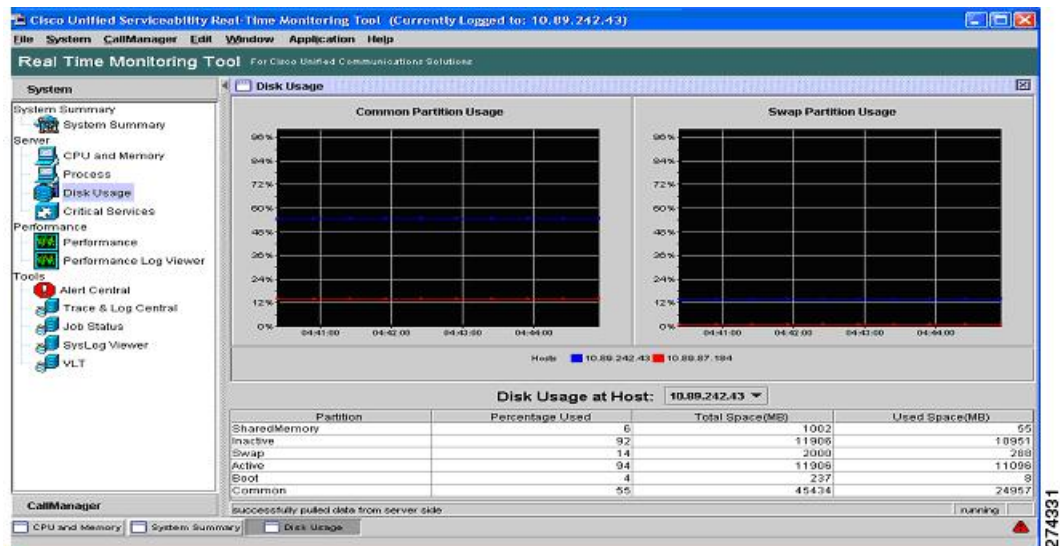 Cisco Unified Serviceability Real-Time Monitoring Tool (Currently Logged to: 10.89.242.43)
File System CallManager Edit Window Application Help
Real Time Monitoring Tool For Cisco Unified Communications Solutions
System
System Summary
System Summary
Server
CPU and Memory
Process
Disk Usage
Critical Services
Performance
Performance
Performance Log Viewer
Tools
Alert Central
Trace & Log Central
Job Status
SysLog Viewer
VLT
CallManager
Disk Usage
Common Partition Usage
96%
84%
72%
60%
48%
36%
24%
12%
0%
04:41:00 04:42:00 04:43:00 04:44:00
Swap Partition Usage
96%
84%
72%
60%
48%
36%
24%
12%
0%
04:41:00 04:42:00 04:43:00 04:44:00
Hosts 10.89.242.43 10.89.87.184
Disk Usage at Host: 10.89.242.43
Partition Percentage Used Total Space(MB) Used Space(MB)
SharedMemory 6 1002 55
Inactive 92 11906 10951
Swap 14 2000 288
Active 94 11906 11096
Boot 4 237 8
Common 55 45434 24957
successfully pulled data from server side running
CPU and Memory System Summary Disk Usage
274331